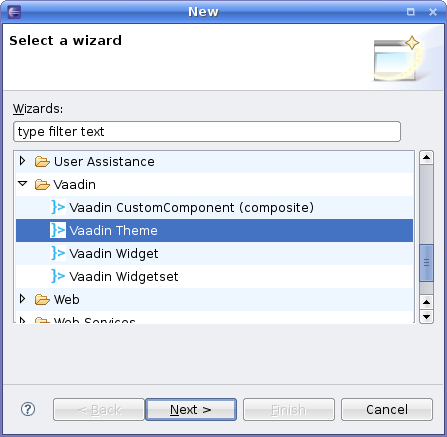 New
Select a wizard
Wizards:
type filter text
User Assistance
Vaadin
Vaadin CustomComponent (composite)
Vaadin Theme
Vaadin Widget
Vaadin Widgetset
Web
Web Services
< Back
Next >
Finish
Cancel